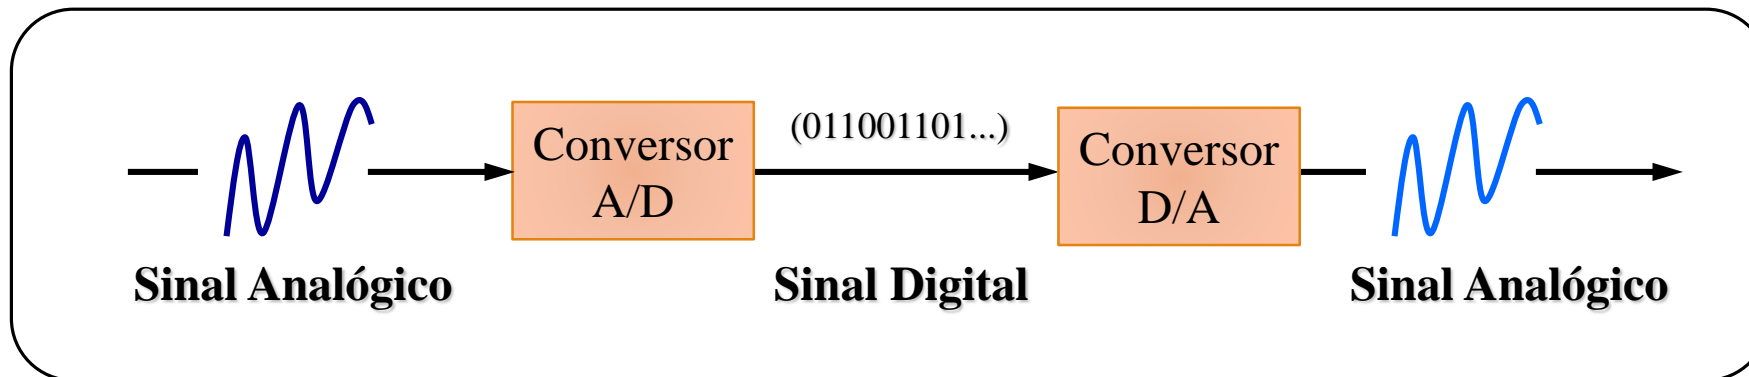 Conversor
A/D
(011001101...)
Conversor
D/A
Sinal Analógico
Sinal Digital
Sinal Analógico